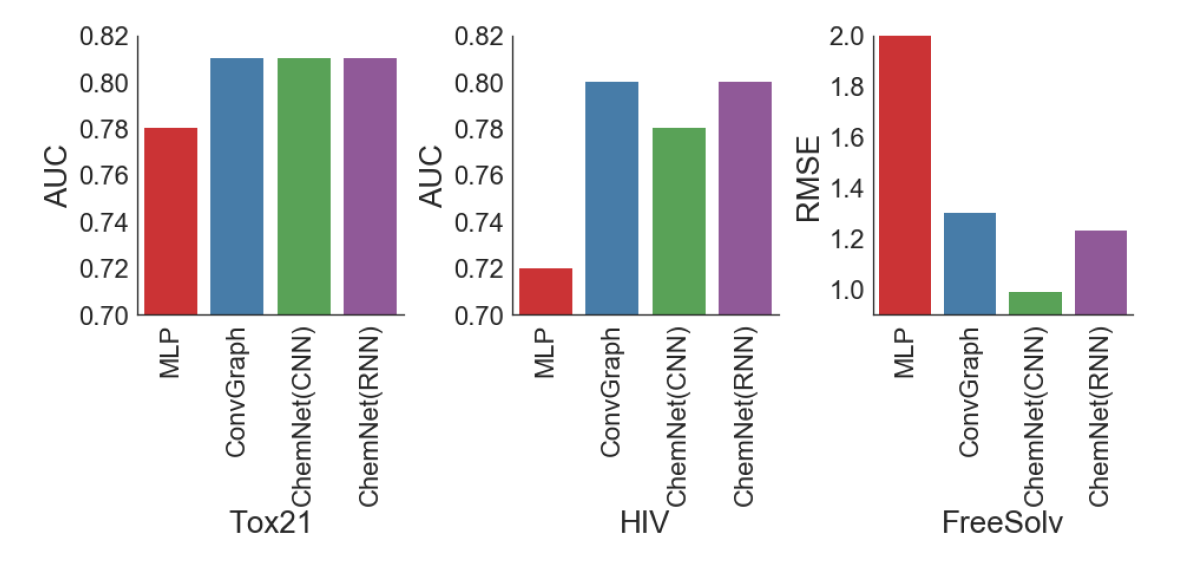 0.82
0.80
0.78
0.76
0.74
0.72
0.70
AUC
MLP
ConvGraph
ChemNet(CNN)
ChemNet(RNN)
Tox21
0.82
0.80
0.78
0.76
0.74
0.72
0.70
AUC
MLP
ConvGraph
ChemNet(CNN)
ChemNet(RNN)
HIV
2.0
1.8
1.6
1.4
1.2
1.0
RMSE
MLP
ConvGraph
ChemNet(CNN)
ChemNet(RNN)
FreeSolv